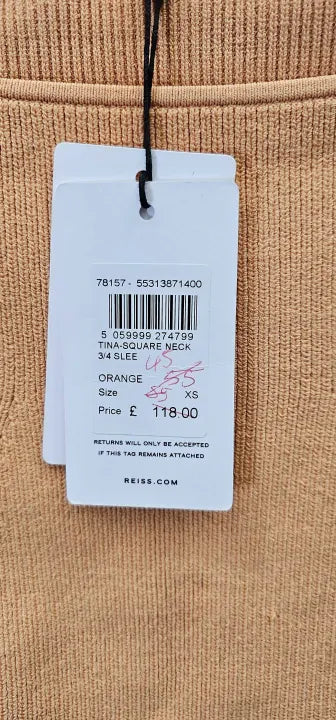 78157 - 55313871400
5 059999 274799
TINA-SQUARE NECK
3/4 SLEE
45
ORANGE 55
Size XS
Price £ 118.00
RETURNS WILL ONLY BE ACCEPTED
IF THIS TAG REMAINS ATTACHED
REISS.COM